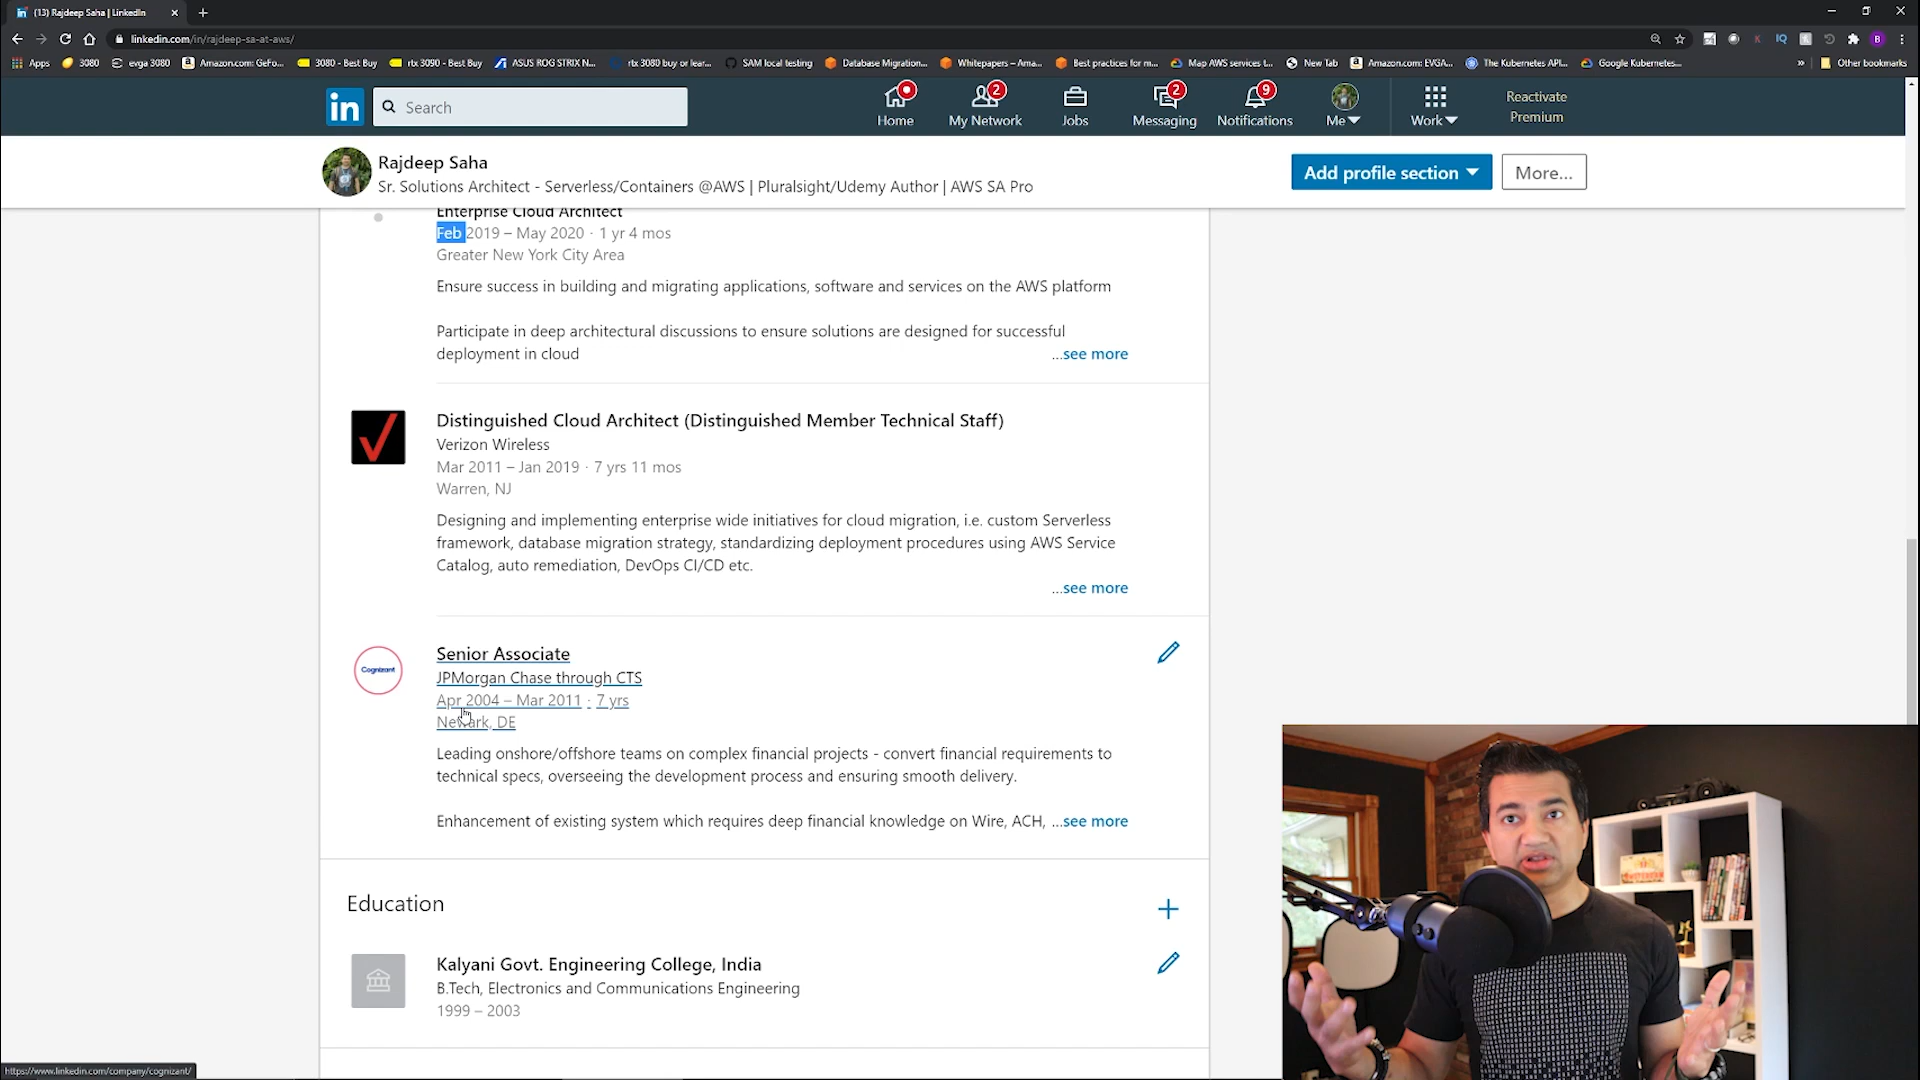 (13) Rajdeep Saha | LinkedIn
linkedin.com/in/rajdeep-sa-at-aws/
Apps
3080
evga 3080
Amazon.com: GeFo...
3080 - Best Buy
rtx 3090 - Best Buy
ASUS ROG STRIX N...
rtx 3080 buy or lear...
SAM local testing
Database Migration...
Whitepapers – Ama...
Best practices for m...
Map AWS services t...
New Tab
Amazon.com: EVGA...
The Kubernetes API...
Google Kubernetes...
»
Other bookmarks
in
Search
Home
2
My Network
Jobs
2
Messaging
9
Notifications
Me
Work
Reactivate
Premium
Rajdeep Saha
Sr. Solutions Architect - Serverless/Containers @AWS | Pluralsight/Udemy Author | AWS SA Pro
Add profile section
More...
Enterprise Cloud Architect
Feb 2019 – May 2020 · 1 yr 4 mos
Greater New York City Area
Ensure success in building and migrating applications, software and services on the AWS platform
Participate in deep architectural discussions to ensure solutions are designed for successful
deployment in cloud
...see more
Distinguished Cloud Architect (Distinguished Member Technical Staff)
Verizon Wireless
Mar 2011 – Jan 2019 · 7 yrs 11 mos
Warren, NJ
Designing and implementing enterprise wide initiatives for cloud migration, i.e. custom Serverless
framework, database migration strategy, standardizing deployment procedures using AWS Service
Catalog, auto remediation, DevOps CI/CD etc.
...see more
Cognizant
Senior Associate
JPMorgan Chase through CTS
Apr 2004 – Mar 2011 · 7 yrs
Newark, DE
Leading onshore/offshore teams on complex financial projects - convert financial requirements to
technical specs, overseeing the development process and ensuring smooth delivery.
Enhancement of existing system which requires deep financial knowledge on Wire, ACH, ...see more
Education
Kalyani Govt. Engineering College, India
B.Tech, Electronics and Communications Engineering
1999 – 2003
https://www.linkedin.com/company/cognizant/